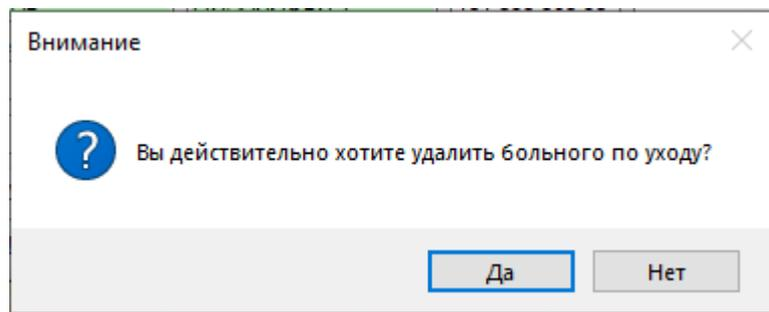 Внимание
Вы действительно хотите удалить больного по уходу?
Да
Нет